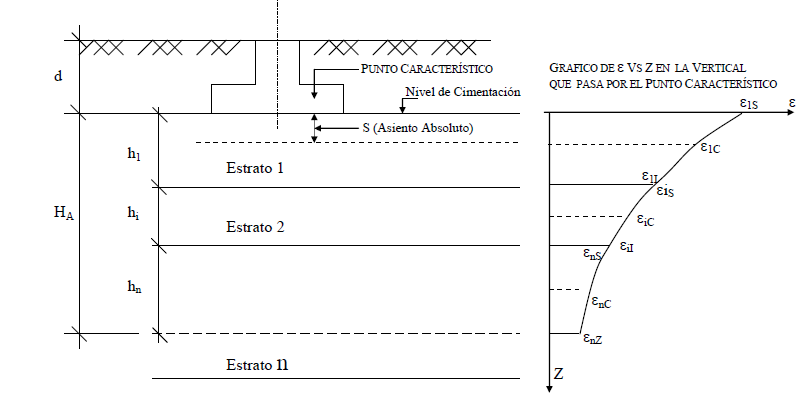 d
PUNTO CARACTERÍSTICO
Nivel de Cimentación
S (Asiento Absoluto)
h1
Estrato 1
HA
hi
Estrato 2
hn
Estrato n
GRAFICO DE ε VS Z EN LA VERTICAL
QUE PASA POR EL PUNTO CARACTERÍSTICO
ε1S
ε
ε1C
ε1I
εiS
εiC
εiI
εnS
εnC
εnZ
Z